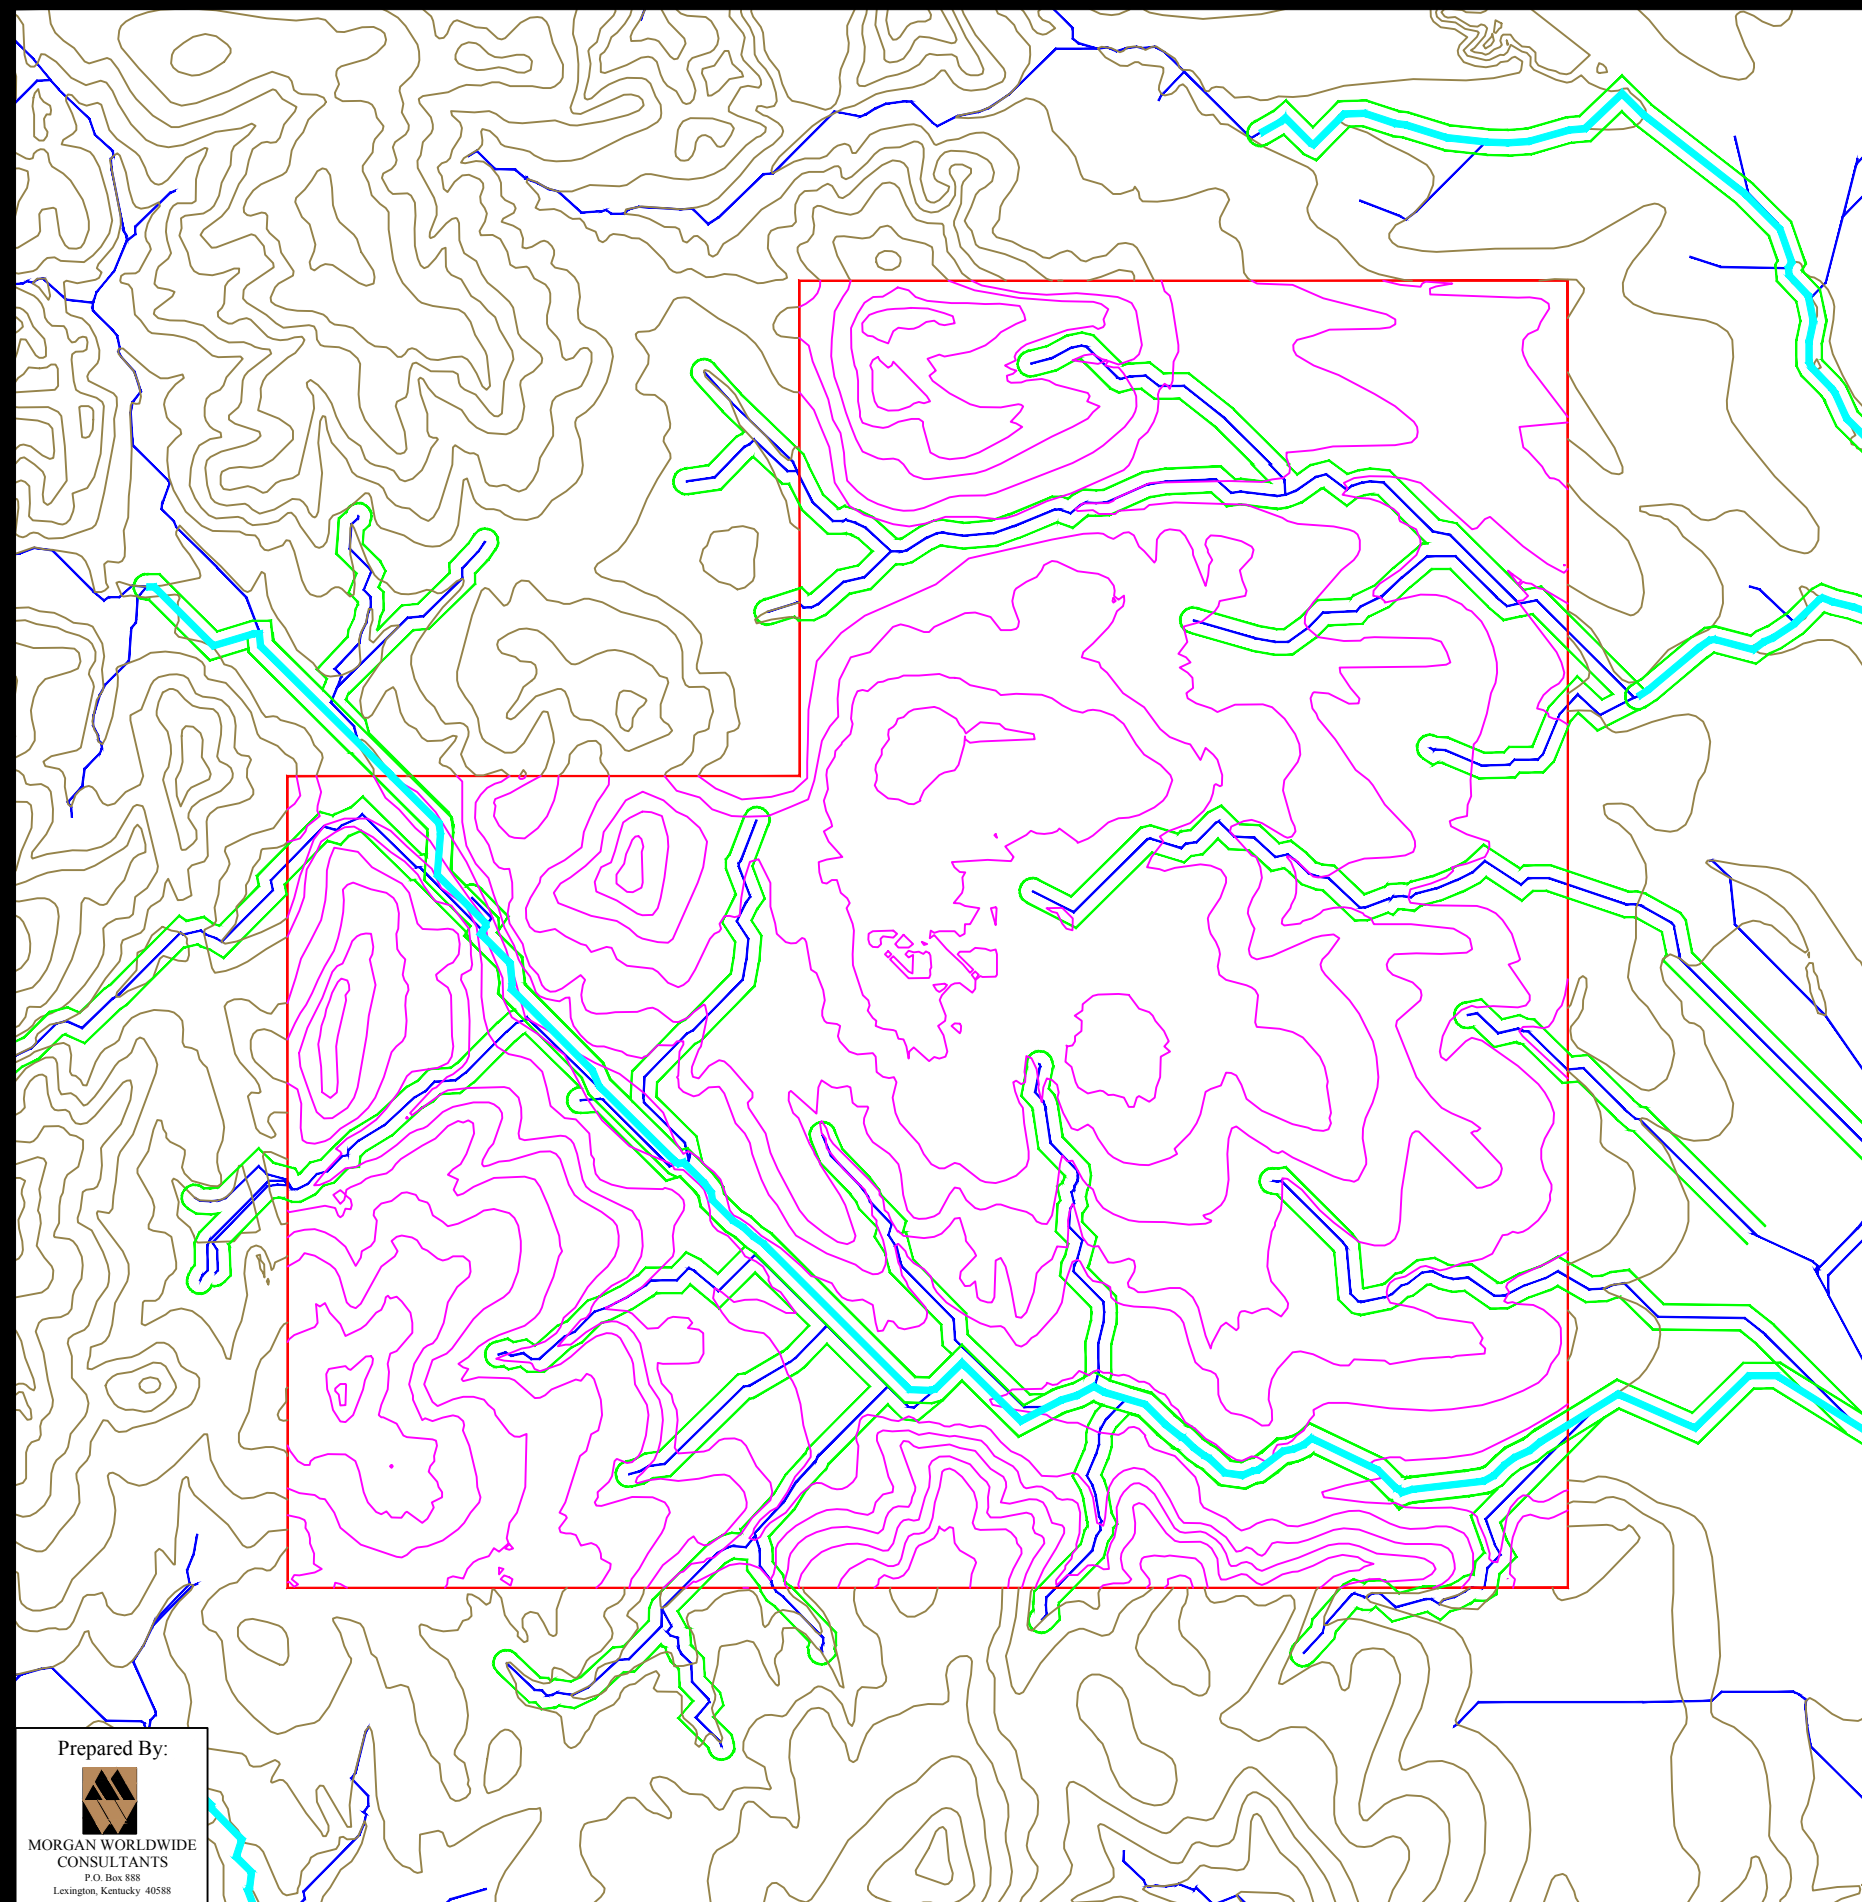 Prepared By:
MORGAN WORLDWIDE
CONSULTANTS
P.O. Box 888
Lexington, Kentucky 40588